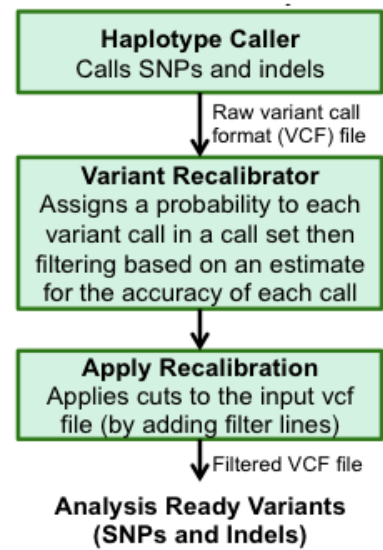 Haplotype Caller
Calls SNPs and indels
Raw variant call
format (VCF) file
Variant Recalibrator
Assigns a probability to each
variant call in a call set then
filtering based on an estimate
for the accuracy of each call
Apply Recalibration
Applies cuts to the input vcf
file (by adding filter lines)
Filtered VCF file
Analysis Ready Variants
(SNPs and Indels)